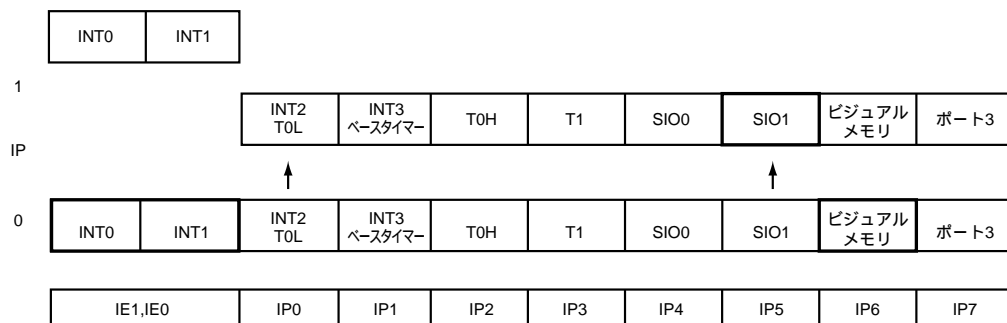 INT0 INT1
1
INT2 INT3 T0H T1 SIO0 SIO1 ビジュアル ポート3
T0L ベースタイマー メモリ
IP
0
INT0 INT1 INT2 INT3 T0H T1 SIO0 SIO1 ビジュアル ポート3
T0L ベースタイマー メモリ
IE1,IE0 IP0 IP1 IP2 IP3 IP4 IP5 IP6 IP7